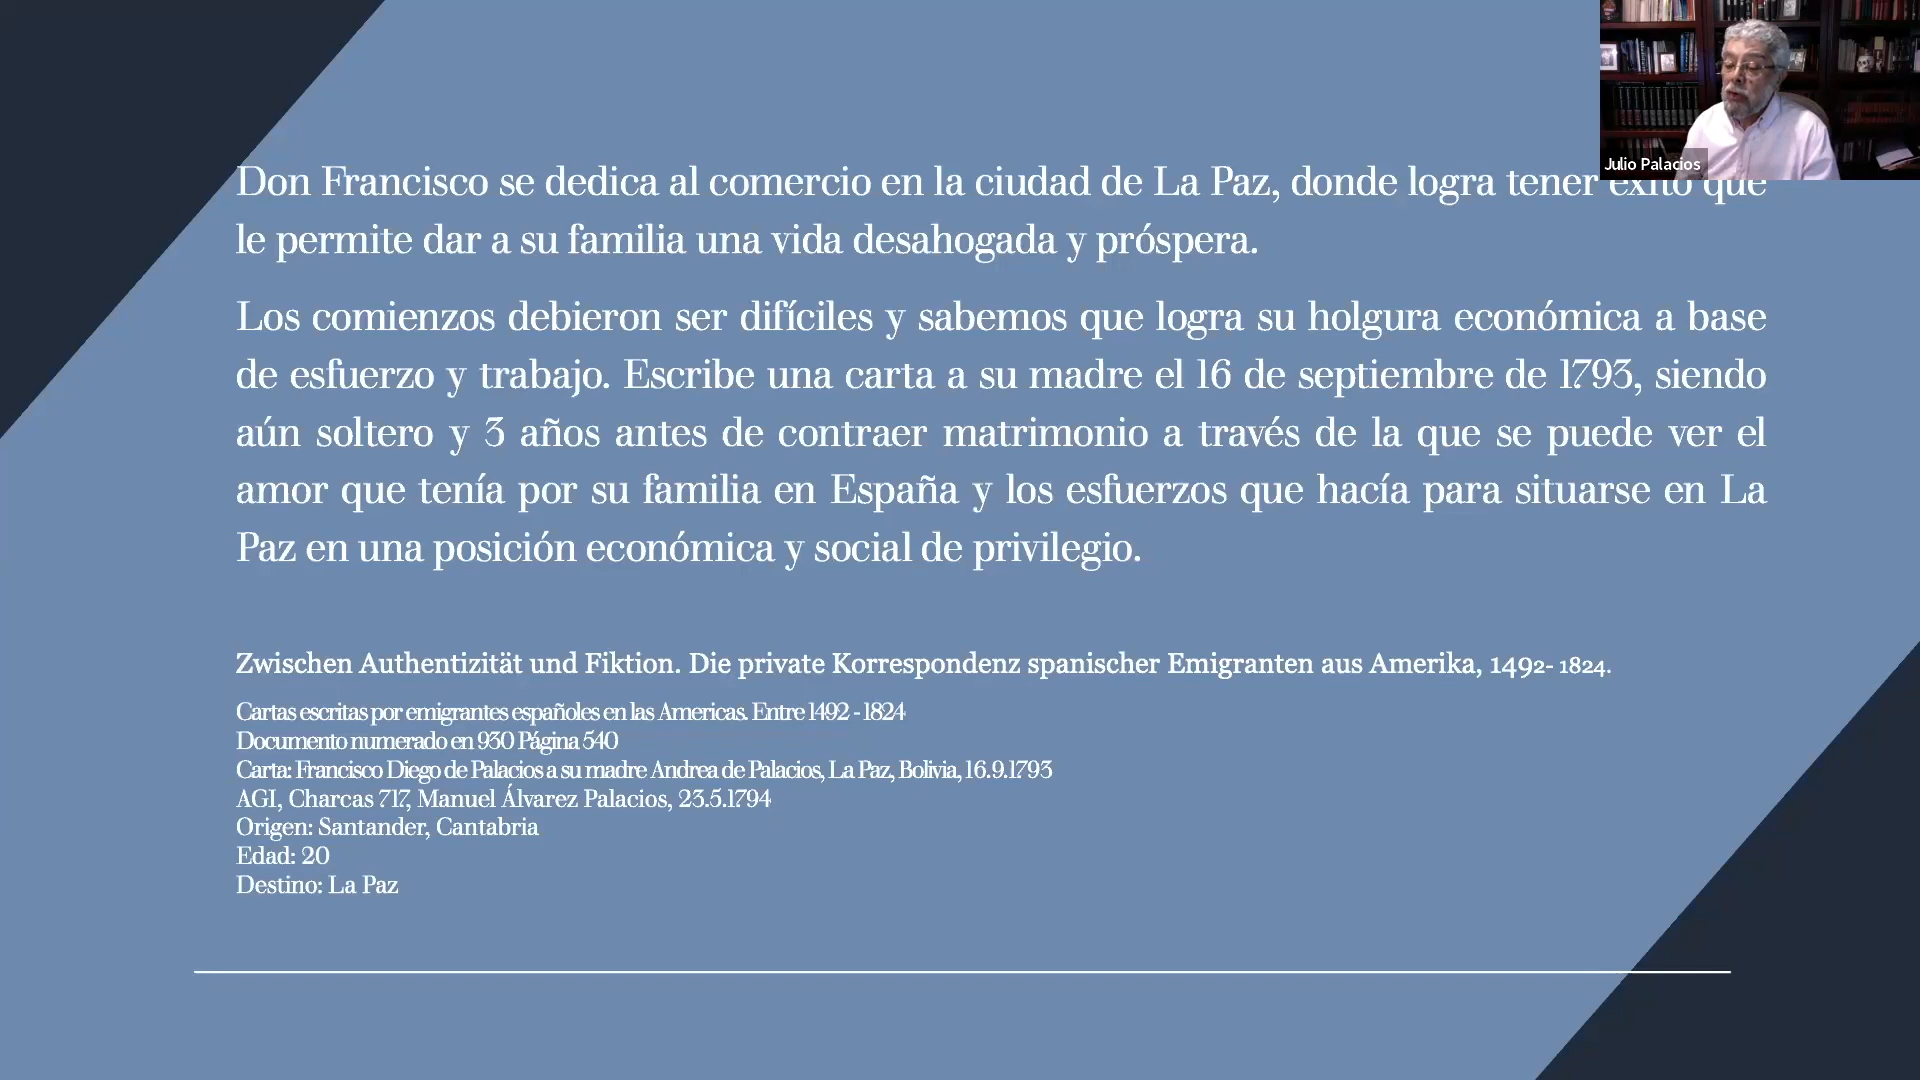 Julio Palacios
Don Francisco se dedica al comercio en la ciudad de La Paz, donde logra tener éxito que
le permite dar a su familia una vida desahogada y próspera.
Los comienzos debieron ser difíciles y sabemos que logra su holgura económica a base
de esfuerzo y trabajo. Escribe una carta a su madre el 16 de septiembre de 1793, siendo
aún soltero y 3 años antes de contraer matrimonio a través de la que se puede ver el
amor que tenía por su familia en España y los esfuerzos que hacía para situarse en La
Paz en una posición económica y social de privilegio.
Zwischen Authentizität und Fiktion. Die private Korrespondenz spanischer Emigranten aus Amerika, 1492- 1824.
Cartas escritas por emigrantes españoles en las Americas. Entre 1492 - 1824
Documento numerado en 930 Página 540
Carta: Francisco Diego de Palacios a su madre Andrea de Palacios, La Paz, Bolivia, 16.9.1793
AGI, Charcas 717, Manuel Álvarez Palacios, 23.5.1794
Origen: Santander, Cantabria
Edad: 20
Destino: La Paz